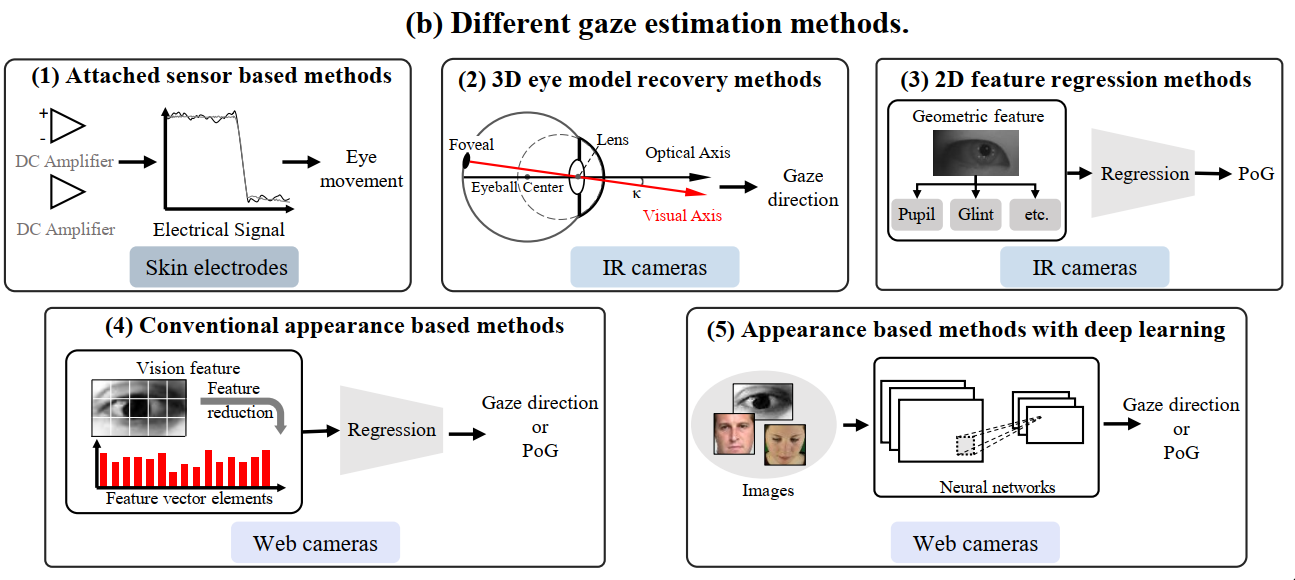 (b) Different gaze estimation methods.
(1) Attached sensor based methods
+
-
DC Amplifier
DC Amplifier
Electrical Signal
Eye
movement
Skin electrodes
(2) 3D eye model recovery methods
Foveal
Lens
Optical Axis
Eyeball Center
κ
Visual Axis
Gaze
direction
IR cameras
(3) 2D feature regression methods
Geometric feature
Pupil
Glint
etc.
Regression
PoG
IR cameras
(4) Conventional appearance based methods
Vision feature
Feature
reduction
Feature vector elements
Regression
Gaze direction
or
PoG
Web cameras
(5) Appearance based methods with deep learning
Images
Neural networks
Gaze direction
or
PoG
Web cameras